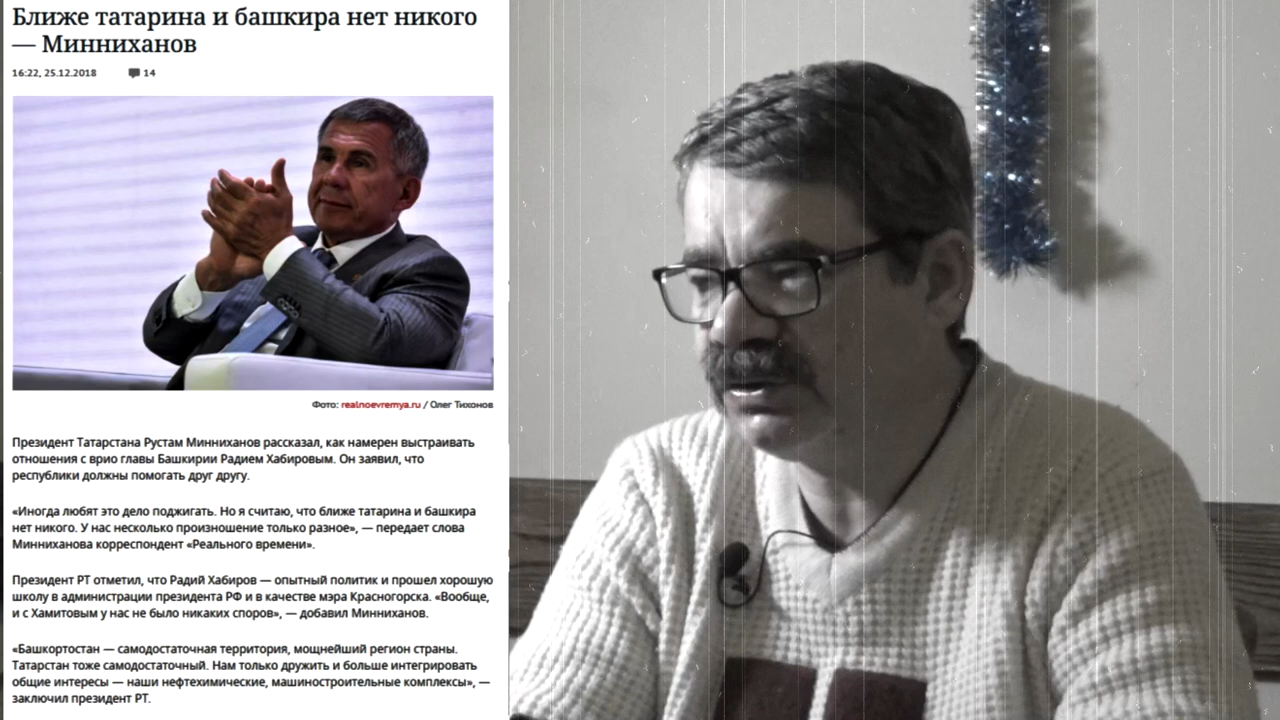 Ближе татарина и башкира нет никого
— Минниханов
16:22, 25.12.2018 14
Фото: realnoevremya.ru / Олег Тихонов
Президент Татарстана Рустам Минниханов рассказал, как намерен выстраивать
отношения с врио главы Башкирии Радием Хабировым. Он заявил, что
республики должны помогать друг другу.
«Иногда любят это дело поджигать. Но я считаю, что ближе татарина и башкира
нет никого. У нас несколько произношение только разное», — передает слова
Минниханова корреспондент «Реального времени».
Президент РТ отметил, что Радий Хабиров — опытный политик и прошел хорошую
школу в администрации президента РФ и в качестве мэра Красногорска. «Вообще,
и с Хамитовым у нас не было никаких споров», — добавил Минниханов.
«Башкортостан — самодостаточная территория, мощнейший регион страны.
Татарстан тоже самодостаточный. Нам только дружить и больше интегрировать
общие интересы — наши нефтехимические, машиностроительные комплексы», —
заключил президент РТ.